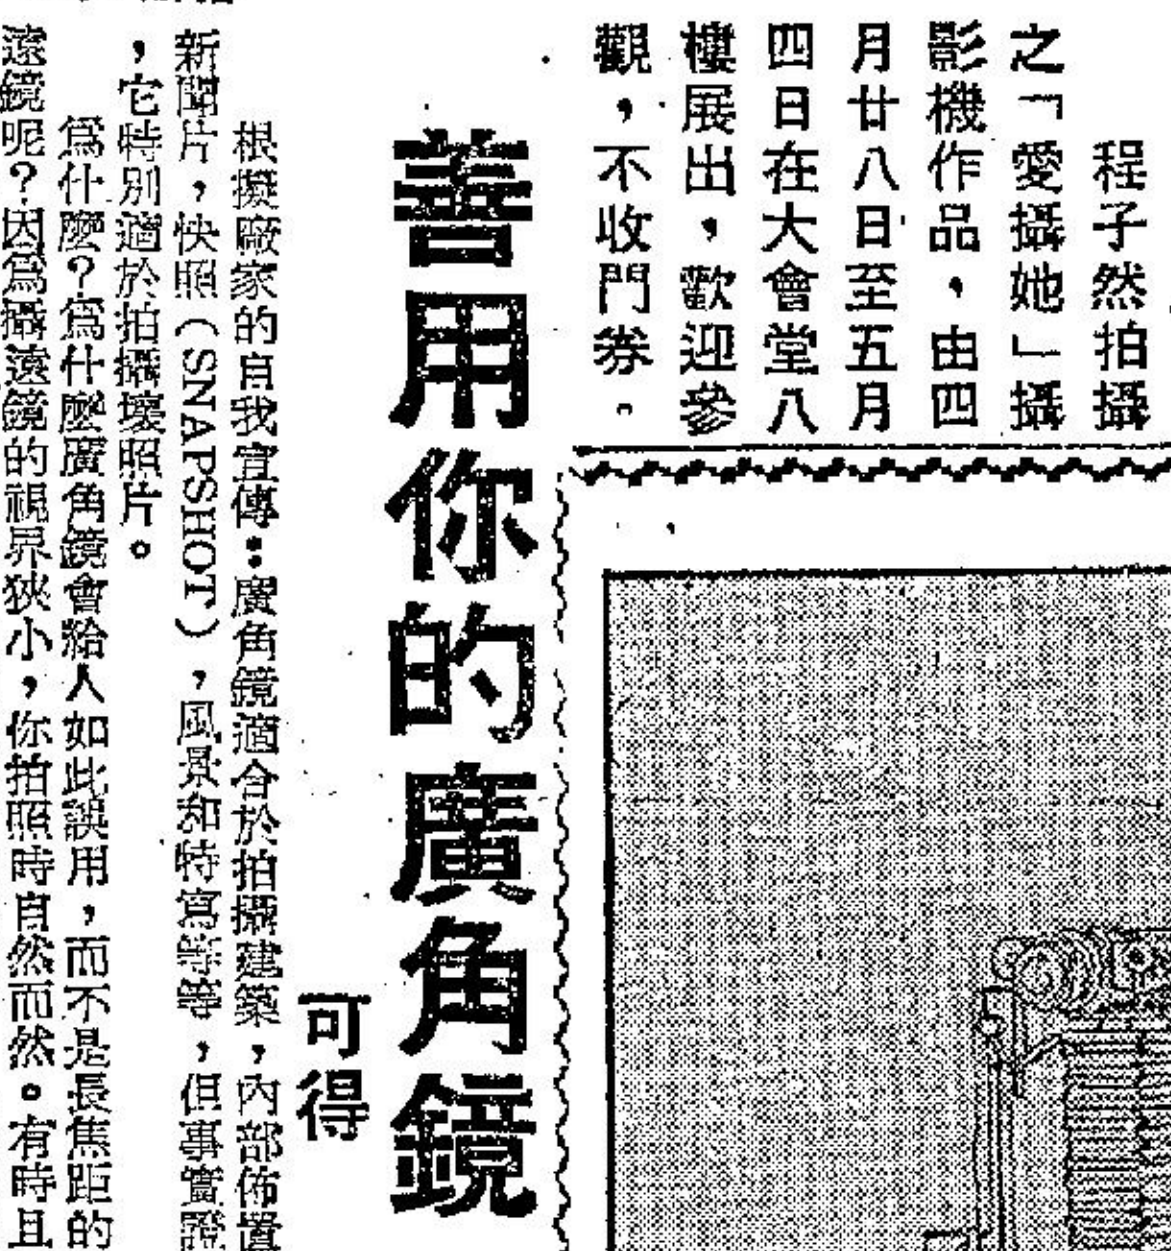 程子然拍攝
之「愛攝她」攝
影機作品，由四
月廿八日至五月
四日在大會堂八
樓展出，歡迎參
觀，不收門券。
善用你的廣角鏡
可得
根據廠家的自我宣傳：廣角鏡適合於拍攝建築，內部佈置
新聞片，快照（SNAPSHOT），風景和特寫等等，但事實證
，它特別適於拍攝壞照片。
爲什麼？爲什麼廣角鏡會給人如此誤用，而不是長焦距的
遠鏡呢？因爲攝遠鏡的視界狹小，你拍照時自然而然。有時且